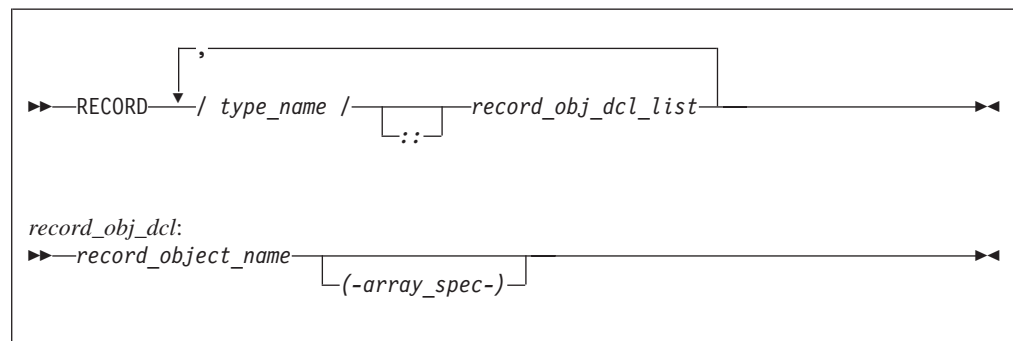 ,
RECORD / type_name / record_obj_dcl_list
::
record_obj_dcl:
record_object_name
(-array_spec-)